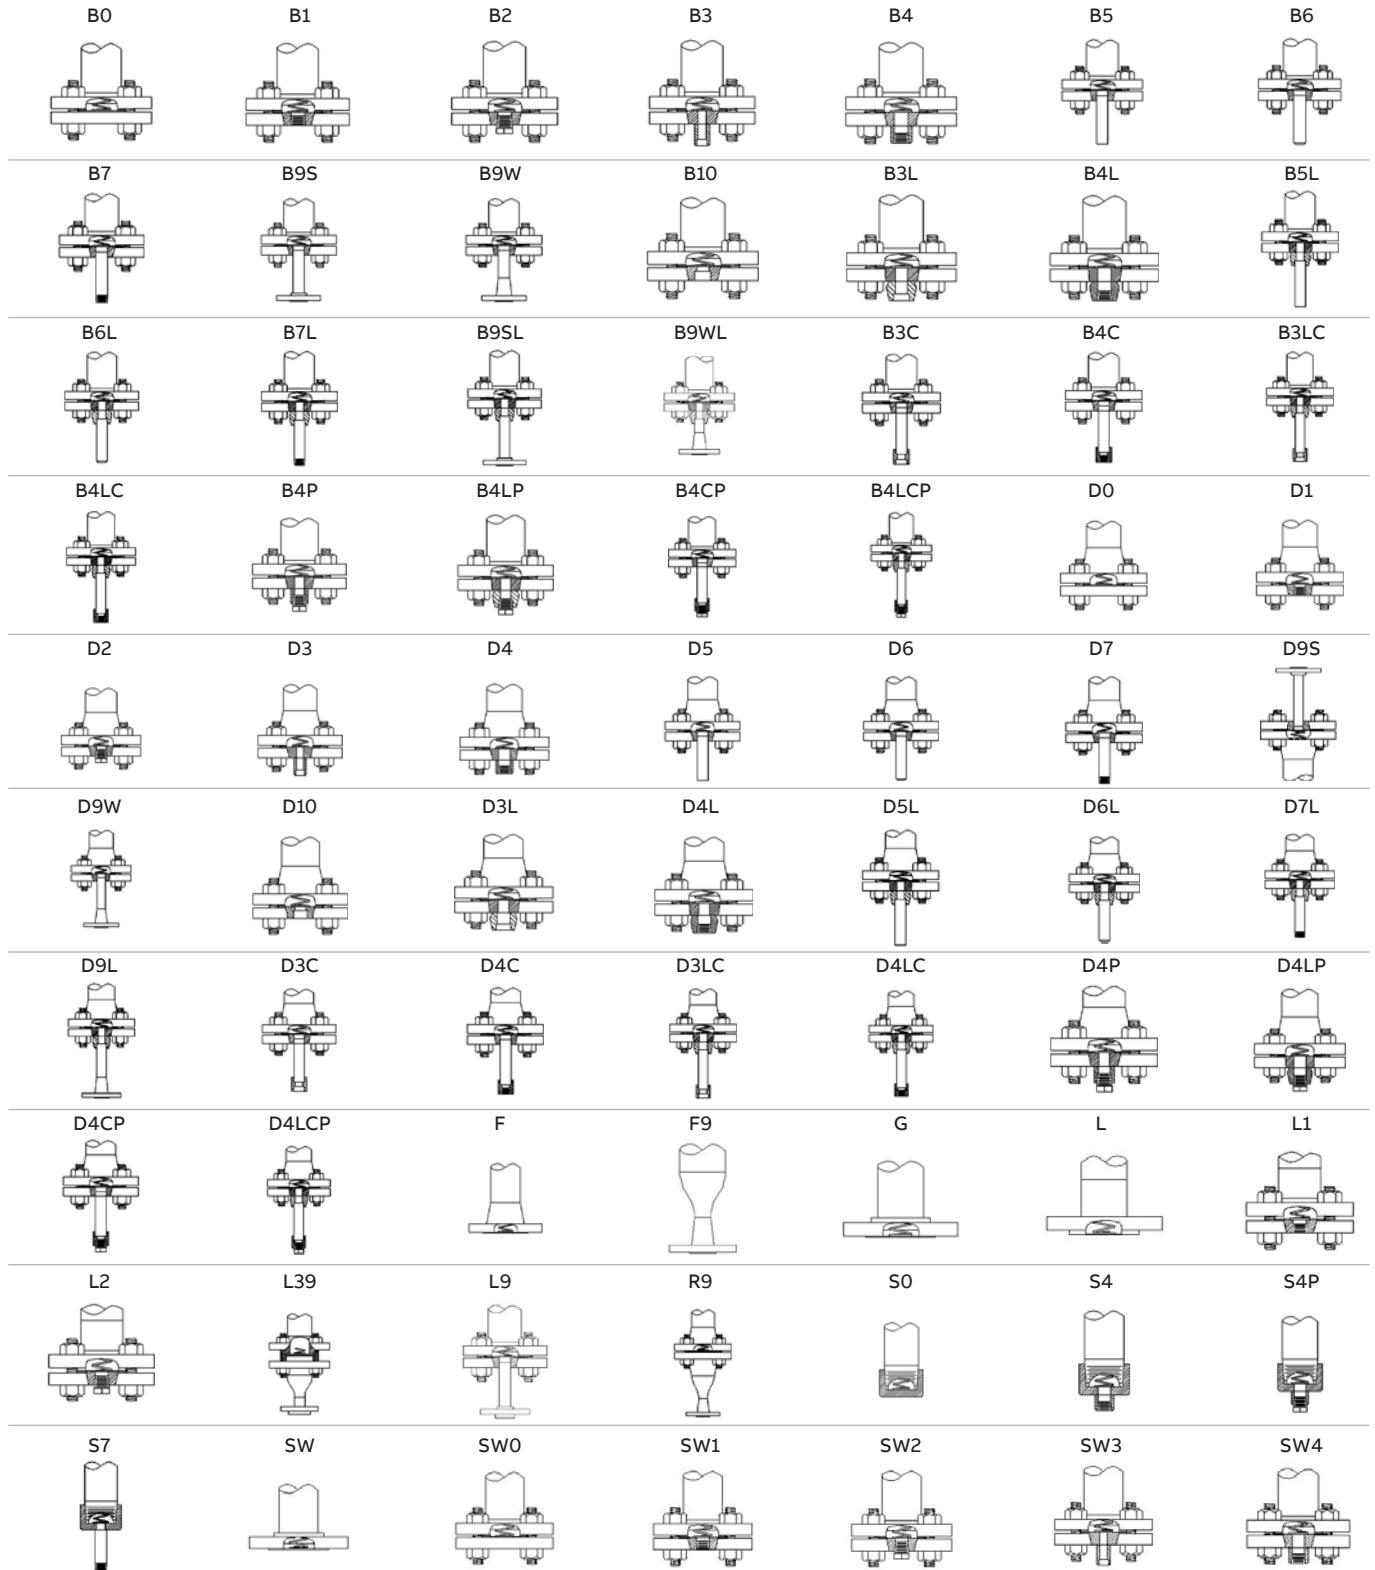 B0 B1 B2 B3 B4 B5 B6
B7 B9S B9W B10 B3L B4L B5L
B6L B7L B9SL B9WL B3C B4C B3LC
B4LC B4P B4LP B4CP B4LCP D0 D1
D2 D3 D4 D5 D6 D7 D9S
D9W D10 D3L D4L D5L D6L D7L
D9L D3C D4C D3LC D4LC D4P D4LP
D4CP D4LCP F F9 G L L1
L2 L39 L9 R9 S0 S4 S4P
S7 SW SW0 SW1 SW2 SW3 SW4